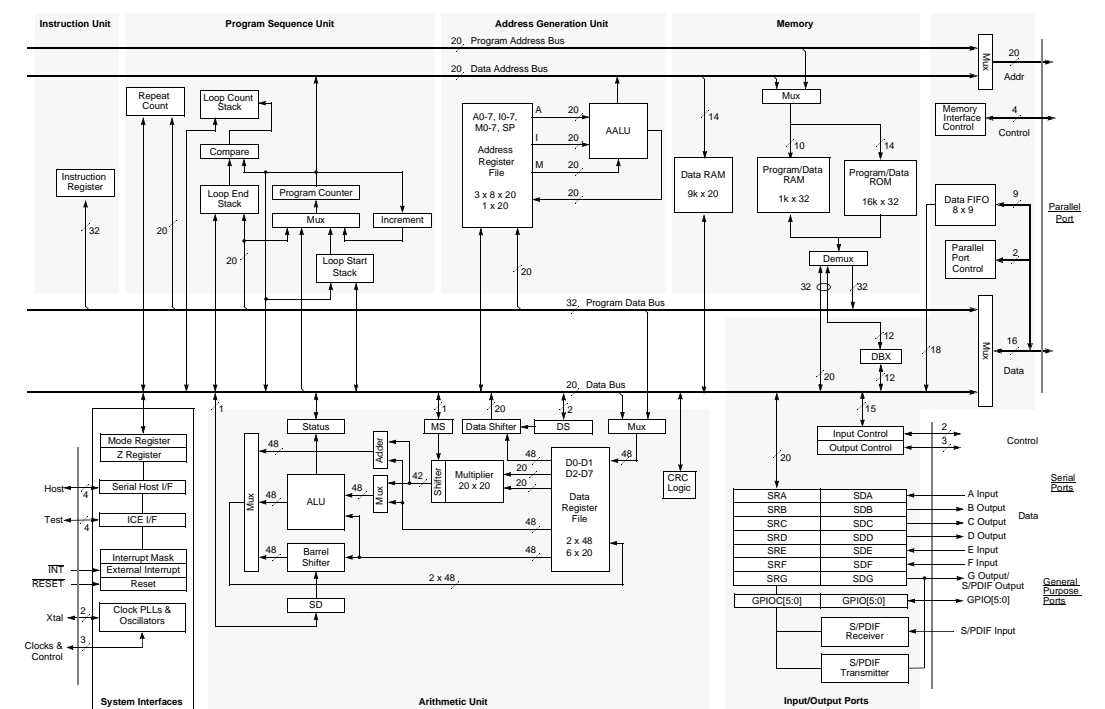 Instruction Unit
Program Sequence Unit
Address Generation Unit
Memory
20 Program Address Bus
20 Data Address Bus
Mux
20
Addr
Repeat
Count
Loop Count
Stack
Compare
Loop End
Stack
Program Counter
Mux
Increment
Loop Start
Stack
20
20
Instruction
Register
32
A0-7, I0-7,
M0-7, SP
Address
Register
File
3 x 8 x 20
1 x 20
A
20
I
20
M
20
20
AALU
20
14
Data RAM
9k x 20
Mux
10
14
Program/Data
RAM
1k x 32
Program/Data
ROM
16k x 32
Demux
32
32
Memory
Interface
Control
4
Control
Data FIFO
8 x 9
9
Parallel
Port
Control
2
Parallel
Port
32 Program Data Bus
12
DBX
12
20
18
Mux
16
Data
20 Data Bus
1
1
20
2
15
Mode Register
Z Register
Serial Host I/F
ICE I/F
Interrupt Mask
External Interrupt
Reset
Clock PLLs &
Oscillators
Host
4
Test
4
INT
RESET
Xtal
2
Clocks &
Control
3
System Interfaces
Status
MS
Data Shifter
DS
Mux
48
Adder
48
48
20
20
42
Shifter
Multiplier
20 x 20
D0-D1
D2-D7
Data
Register
File
2 x 48
6 x 20
CRC
Logic
Mux
48
ALU
48
Mux
48
48
Barrel
Shifter
48
2 x 48
SD
Arithmetic Unit
Input Control
Output Control
2
3
Control
20
Serial
Ports
SRA SDA A Input
SRB SDB B Output
SRC SDC C Output
Data
SRD SDD D Output
SRE SDE E Input
SRF SDF F Input
SRG SDG G Output/
S/PDIF Output
GPIOC[5:0] GPIO[5:0] GPIO[5:0]
General
Purpose
Ports
S/PDIF
Receiver
S/PDIF Input
S/PDIF
Transmitter
Input/Output Ports